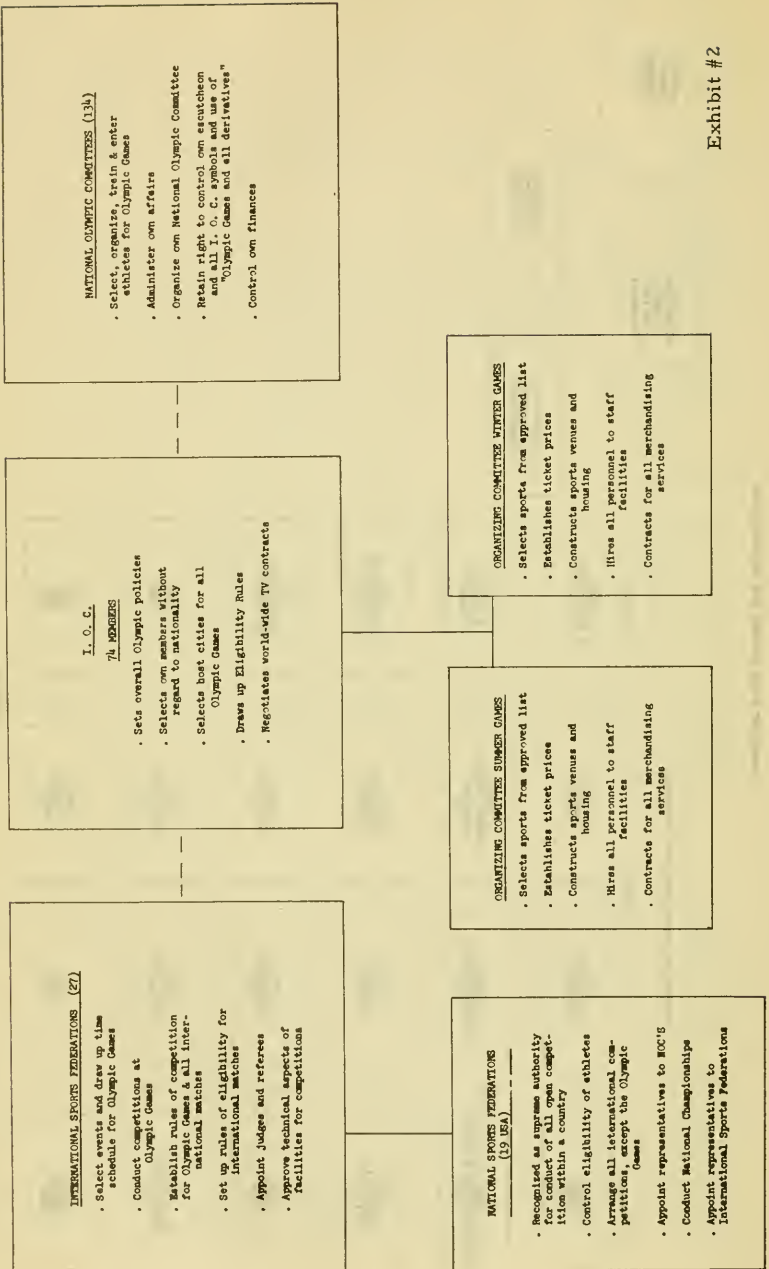 INTERNATIONAL SPORTS FEDERATIONS (27)
. Select events and draw up time
schedule for Olympic Games
. Conduct competitions at
Olympic Games
. Establish rules of competition
for Olympic Games & all inter-
national matches
. Set up rules of eligibility for
international matches
. Appoint judges and referees
. Approve technical aspects of
facilities for competitions
I. O. C.
74 MEMBERS
. Sets overall Olympic policies
. Selects own members without
regard to nationality
. Selects host cities for all
Olympic Games
. Draws up Eligibility Rules
. Negotiates world-wide TV contracts
NATIONAL OLYMPIC COMMITTEES (134)
. Select, organize, train & enter
athletes for Olympic Games
. Administer own affairs
. Organize own National Olympic Committee
. Retain right to control own escutcheon
and all I. O. C. symbols and use of
"Olympic Games and all derivatives"
. Control own finances
NATIONAL SPORTS FEDERATIONS
(19 USA)
. Recognized as supreme authority
for conduct of all open compet-
ition within a country
. Control eligibility of athletes
. Arrange all international com-
petitions, except the Olympic
Games
. Appoint representatives to NOC'S
. Conduct National Championships
. Appoint representatives to
International Sports Federations
ORGANIZING COMMITTEE SUMMER GAMES
. Selects sports from approved list
. Establishes ticket prices
. Constructs sports venues and
housing
. Hires all personnel to staff
facilities
. Contracts for all merchandising
services
ORGANIZING COMMITTEE WINTER GAMES
. Selects sports from approved list
. Establishes ticket prices
. Constructs sports venues and
housing
. Hires all personnel to staff
facilities
. Contracts for all merchandising
services
Exhibit #2